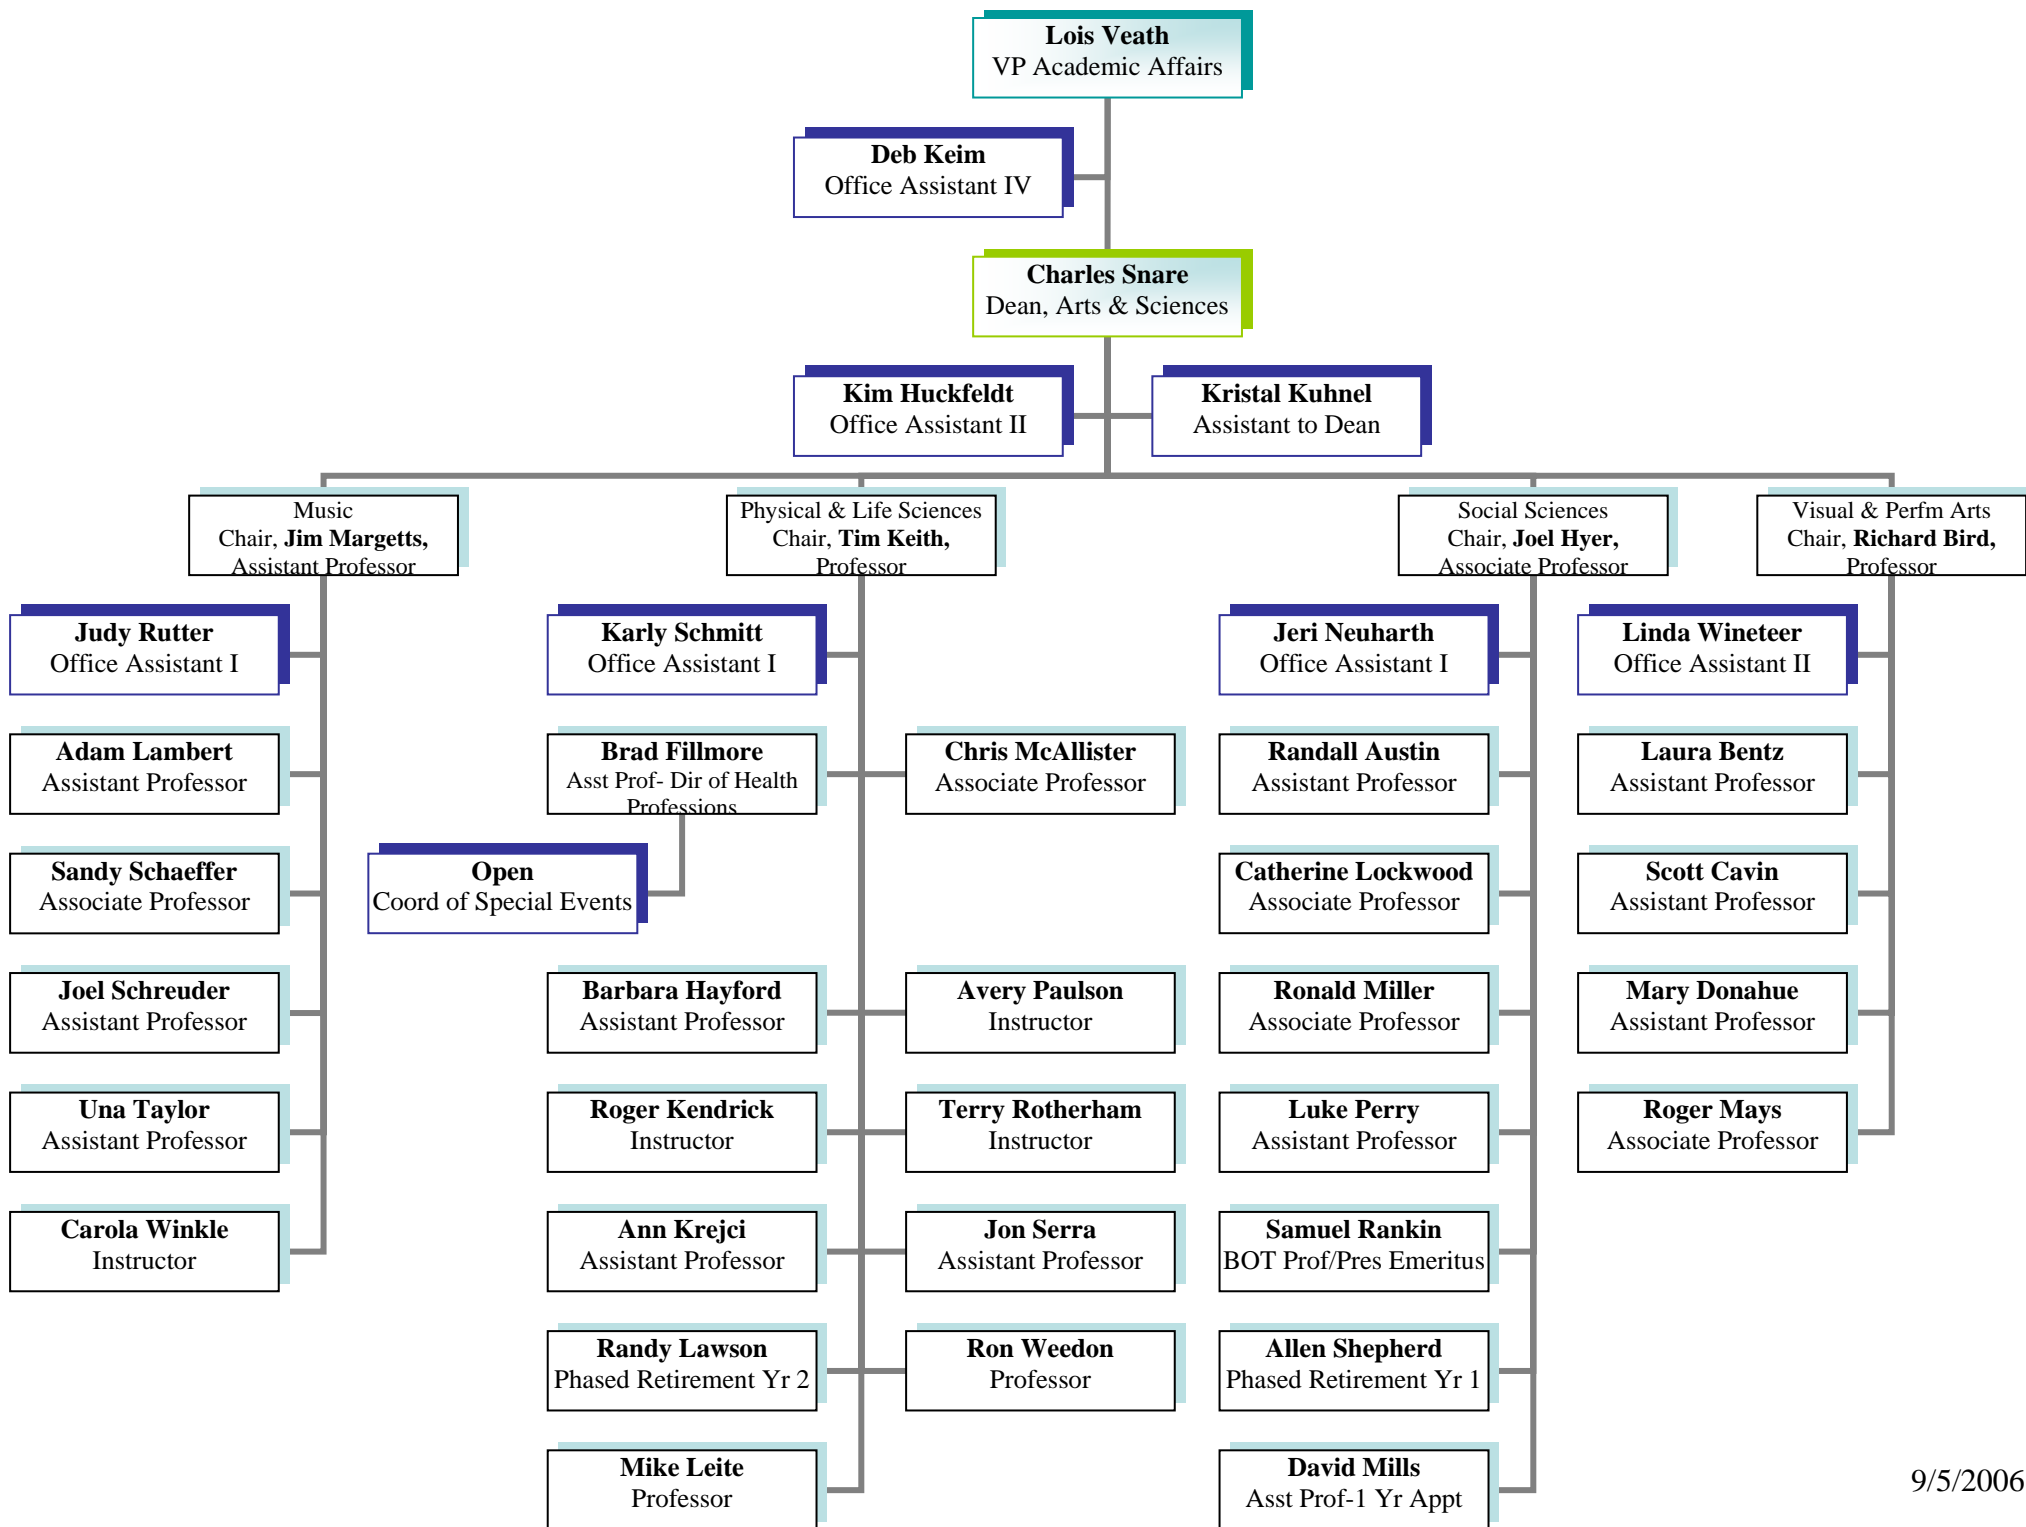 Lois Veath
VP Academic Affairs
Deb Keim
Office Assistant IV
Charles Snare
Dean, Arts & Sciences
Kim Huckfeldt
Office Assistant II
Kristal Kuhnel
Assistant to Dean
Music
Chair, Jim Margetts,
Assistant Professor
Physical & Life Sciences
Chair, Tim Keith,
Professor
Social Sciences
Chair, Joel Hyer,
Associate Professor
Visual & Perfm Arts
Chair, Richard Bird,
Professor
Judy Rutter
Office Assistant I
Karly Schmitt
Office Assistant I
Jeri Neuharth
Office Assistant I
Linda Wineteer
Office Assistant II
Adam Lambert
Assistant Professor
Brad Fillmore
Asst Prof- Dir of Health
Professions
Chris McAllister
Associate Professor
Randall Austin
Assistant Professor
Laura Bentz
Assistant Professor
Sandy Schaeffer
Associate Professor
Open
Coord of Special Events
Catherine Lockwood
Associate Professor
Scott Cavin
Assistant Professor
Joel Schreuder
Assistant Professor
Barbara Hayford
Assistant Professor
Avery Paulson
Instructor
Ronald Miller
Associate Professor
Mary Donahue
Assistant Professor
Una Taylor
Assistant Professor
Roger Kendrick
Instructor
Terry Rotherham
Instructor
Luke Perry
Assistant Professor
Roger Mays
Associate Professor
Carola Winkle
Instructor
Ann Krejci
Assistant Professor
Jon Serra
Assistant Professor
Samuel Rankin
BOT Prof/Pres Emeritus
Randy Lawson
Phased Retirement Yr 2
Ron Weedon
Professor
Allen Shepherd
Phased Retirement Yr 1
Mike Leite
Professor
David Mills
Asst Prof-1 Yr Appt
9/5/2006